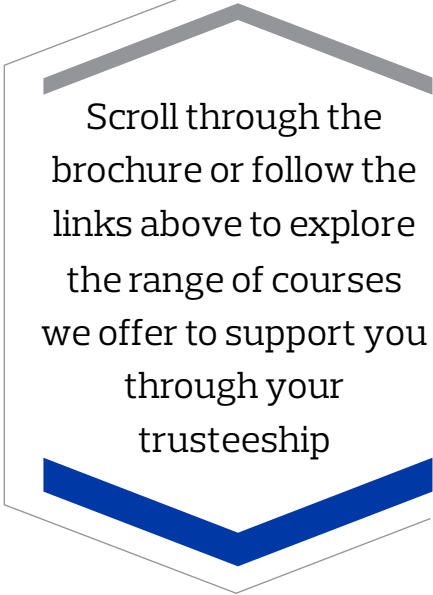 Scroll through the
brochure or follow the
links above to explore
the range of courses
we offer to support you
through your
trusteeship